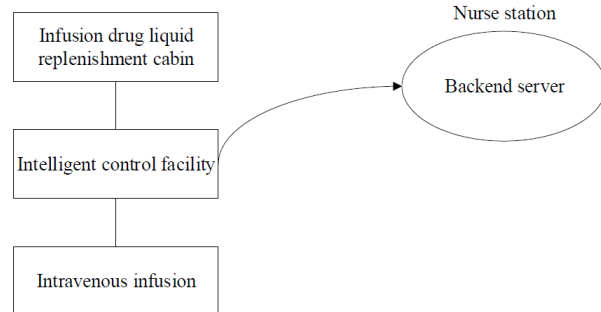 Infusion drug liquid
replenishment cabin
Intelligent control facility
Intravenous infusion
Nurse station
Backend server